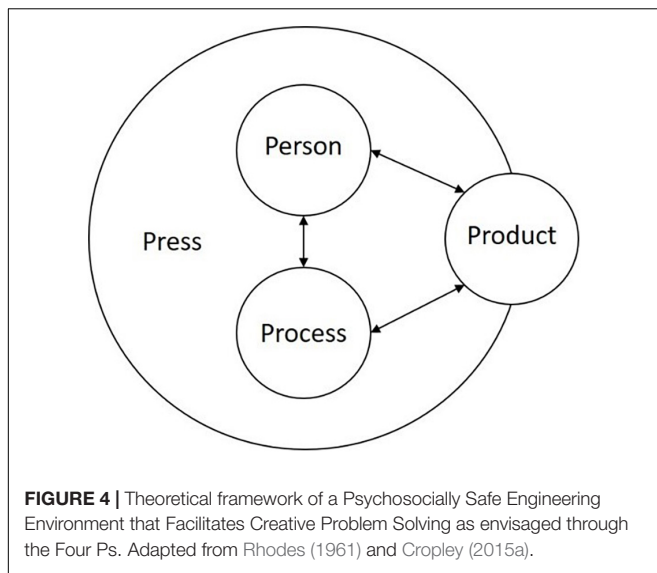 Person
Press
Product
Process
FIGURE 4 | Theoretical framework of a Psychosocially Safe Engineering
Environment that Facilitates Creative Problem Solving as envisaged through
the Four Ps. Adapted from Rhodes (1961) and Cropley (2015a).